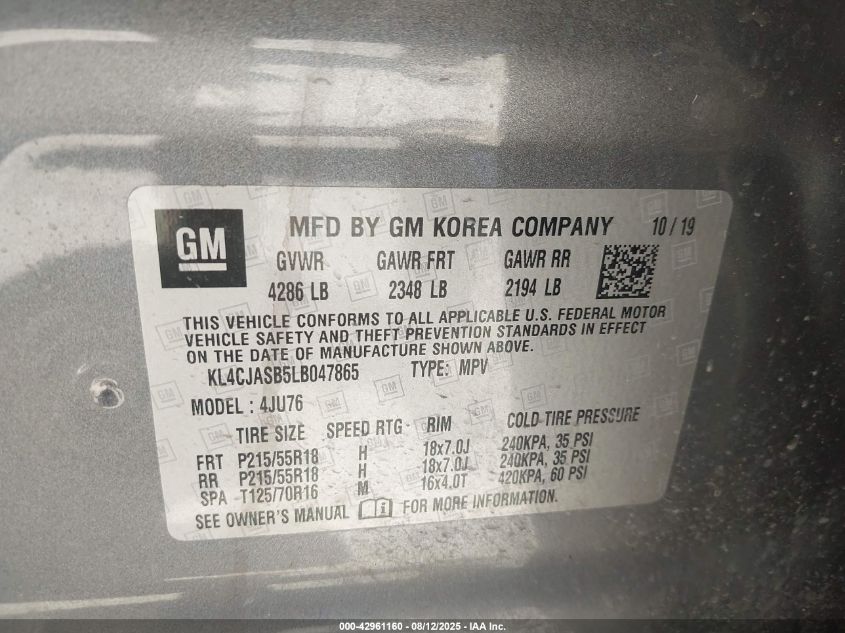 GM MFD BY GM KOREA COMPANY 10/19
GVWR GAWR FRT GAWR RR
4286 LB 2348 LB 2194 LB
THIS VEHICLE CONFORMS TO ALL APPLICABLE U.S. FEDERAL MOTOR
VEHICLE SAFETY AND THEFT PREVENTION STANDARDS IN EFFECT
ON THE DATE OF MANUFACTURE SHOWN ABOVE.
KL4CJASB5LB047865 TYPE: MPV
MODEL : 4JU76
TIRE SIZE SPEED RTG RIM COLD TIRE PRESSURE
FRT P215/55R18 H 18x7.0J 240KPA, 35 PSI
RR P215/55R18 H 18x7.0J 240KPA, 35 PSI
SPA T125/70R16 M 16x4.0T 420KPA, 60 PSI
SEE OWNER'S MANUAL i FOR MORE INFORMATION.
000-42961160 - 08/12/2025 - IAA Inc.